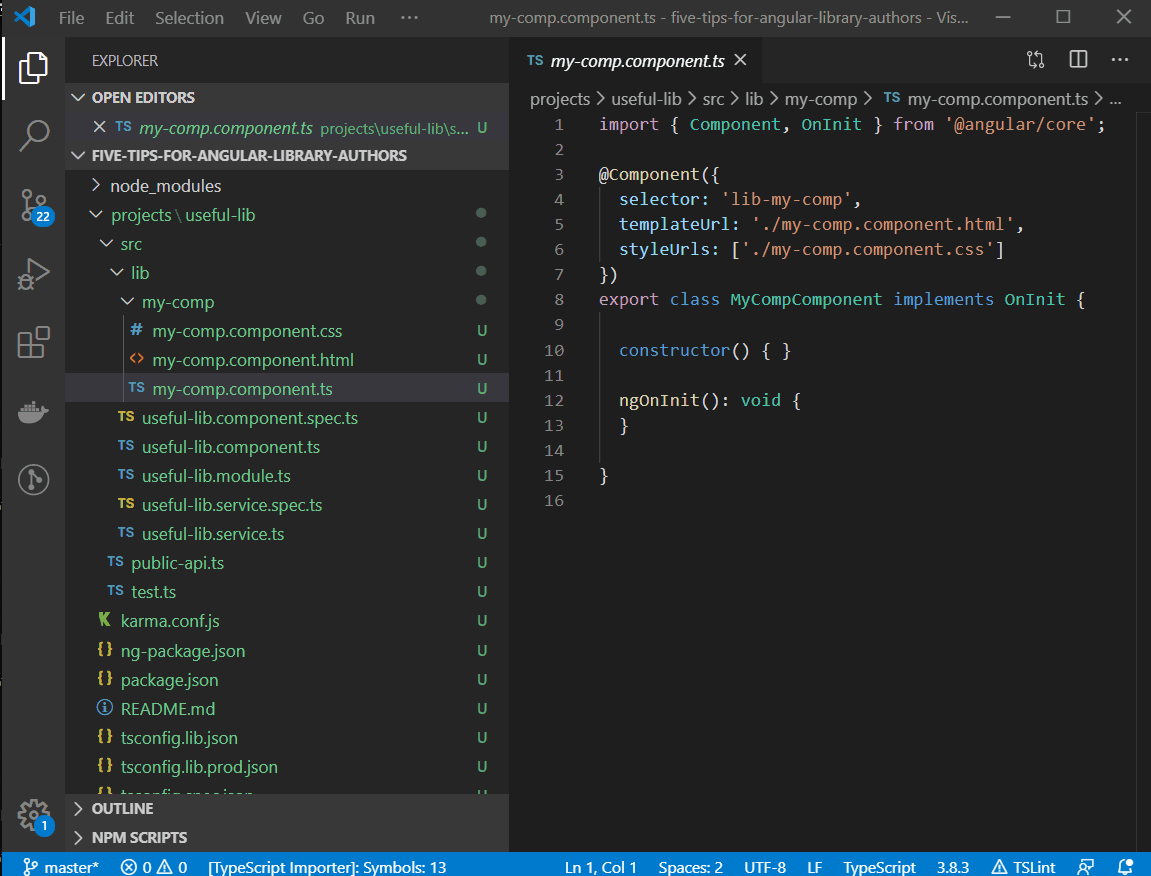 File Edit Selection View Go Run ··· my-comp.component.ts - five-tips-for-angular-library-authors - Vis...
EXPLORER
OPEN EDITORS
TS my-comp.component.ts projects\useful-lib\s... U
FIVE-TIPS-FOR-ANGULAR-LIBRARY-AUTHORS
node_modules
projects \ useful-lib
src
lib
my-comp
# my-comp.component.css U
<> my-comp.component.html U
TS my-comp.component.ts U
TS useful-lib.component.spec.ts U
TS useful-lib.component.ts U
TS useful-lib.module.ts U
TS useful-lib.service.spec.ts U
TS useful-lib.service.ts U
TS public-api.ts U
TS test.ts U
K karma.conf.js U
{} ng-package.json U
{} package.json U
README.md U
{} tsconfig.lib.json U
{} tsconfig.lib.prod.json U
OUTLINE
NPM SCRIPTS
22
1
TS my-comp.component.ts
projects > useful-lib > src > lib > my-comp > TS my-comp.component.ts > ...
1 import { Component, OnInit } from '@angular/core';
2
3 @Component({
4 selector: 'lib-my-comp',
5 templateUrl: './my-comp.component.html',
6 styleUrls: ['./my-comp.component.css']
7 })
8 export class MyCompComponent implements OnInit {
9
10 constructor() { }
11
12 ngOnInit(): void {
13 }
14
15 }
16
master* 0 0 [TypeScript Importer]: Symbols: 13 Ln 1, Col 1 Spaces: 2 UTF-8 LF TypeScript 3.8.3 TSLint